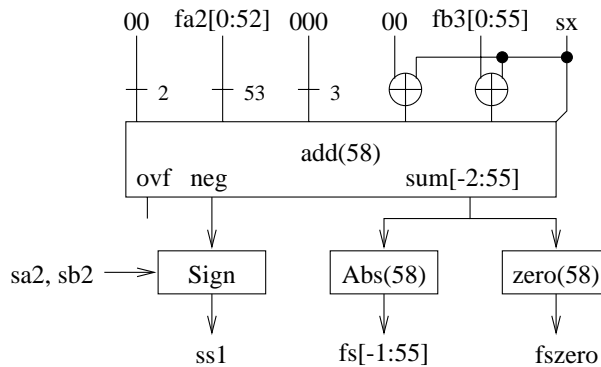 00 fa2[0:52] 000 00 fb3[0:55] sx
2 53 3
add(58)
ovf neg sum[-2:55]
sa2, sb2 Sign Abs(58) zero(58)
ss1 fs[-1:55] fszero